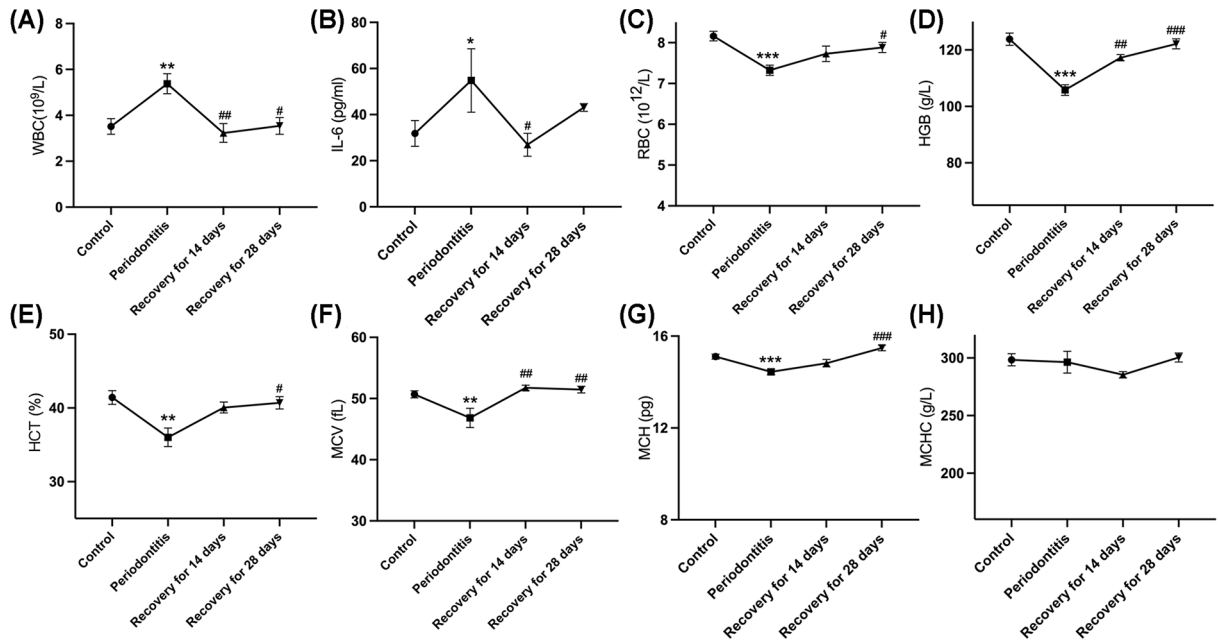 (A)
WBC(10⁹/L)
8
6
4
2
0
**
##
#
Control
Periodontitis
Recovery for 14 days
Recovery for 28 days
(B)
IL-6 (pg/ml)
80
60
40
20
0
*
#
Control
Periodontitis
Recovery for 14 days
Recovery for 28 days
(C)
RBC (10¹²/L)
8
7
6
5
4
***
#
Control
Periodontitis
Recovery for 14 days
Recovery for 28 days
(D)
HGB (g/L)
120
100
80
***
##
###
Control
Periodontitis
Recovery for 14 days
Recovery for 28 days
(E)
HCT (%)
50
40
30
**
#
Control
Periodontitis
Recovery for 14 days
Recovery for 28 days
(F)
MCV (fL)
60
50
40
30
**
##
##
Control
Periodontitis
Recovery for 14 days
Recovery for 28 days
(G)
MCH (pg)
16
12
8
***
###
Control
Periodontitis
Recovery for 14 days
Recovery for 28 days
(H)
MCHC (g/L)
300
250
200
Control
Periodontitis
Recovery for 14 days
Recovery for 28 days